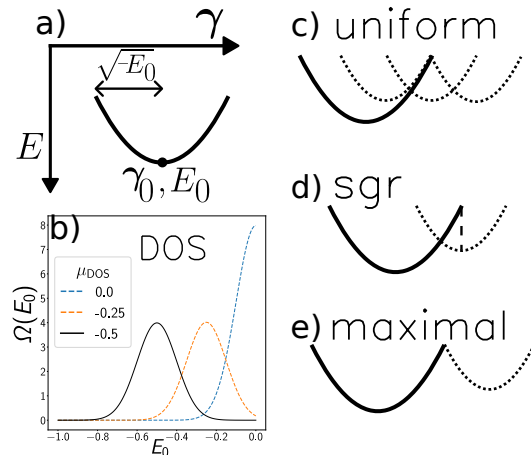 a)
γ
√-E₀
E
γ₀, E₀
b)
DOS
μ_DOS
0.0
-0.25
-0.5
Ω(E₀)
8
7
6
5
4
3
2
1
0
-1.0 -0.8 -0.6 -0.4 -0.2 0.0
E₀
c) uniform
d) sgr
e) maximal